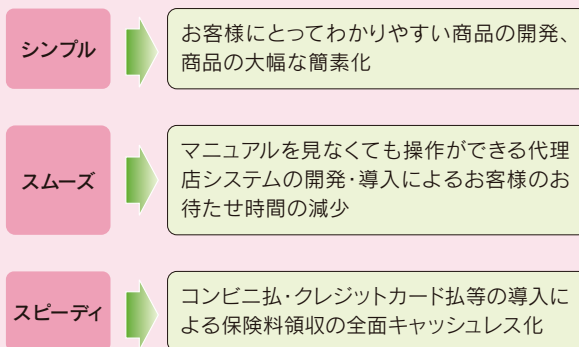 シンプル
お客様にとってわかりやすい商品の開発、
商品の大幅な簡素化
スムーズ
マニュアルを見なくても操作ができる代理
店システムの開発・導入によるお客様のお
待たせ時間の減少
スピーディ
コンビニ払・クレジットカード払等の導入に
よる保険料領収の全面キャッシュレス化